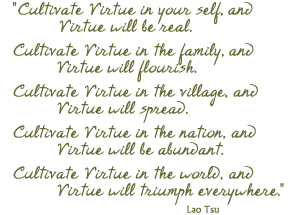 "Cultivate Virtue in your self, and
Virtue will be real.
Cultivate Virtue in the family, and
Virtue will flourish.
Cultivate Virtue in the village, and
Virtue will spread.
Cultivate Virtue in the nation, and
Virtue will be abundant.
Cultivate Virtue in the world, and
Virtue will triumph everywhere."
Lao Tsu